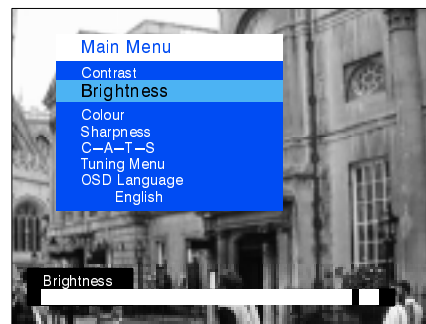 Main Menu
Contrast
Brightness
Colour
Sharpness
C—A—T—S
Tuning Menu
OSD Language
English
Brightness